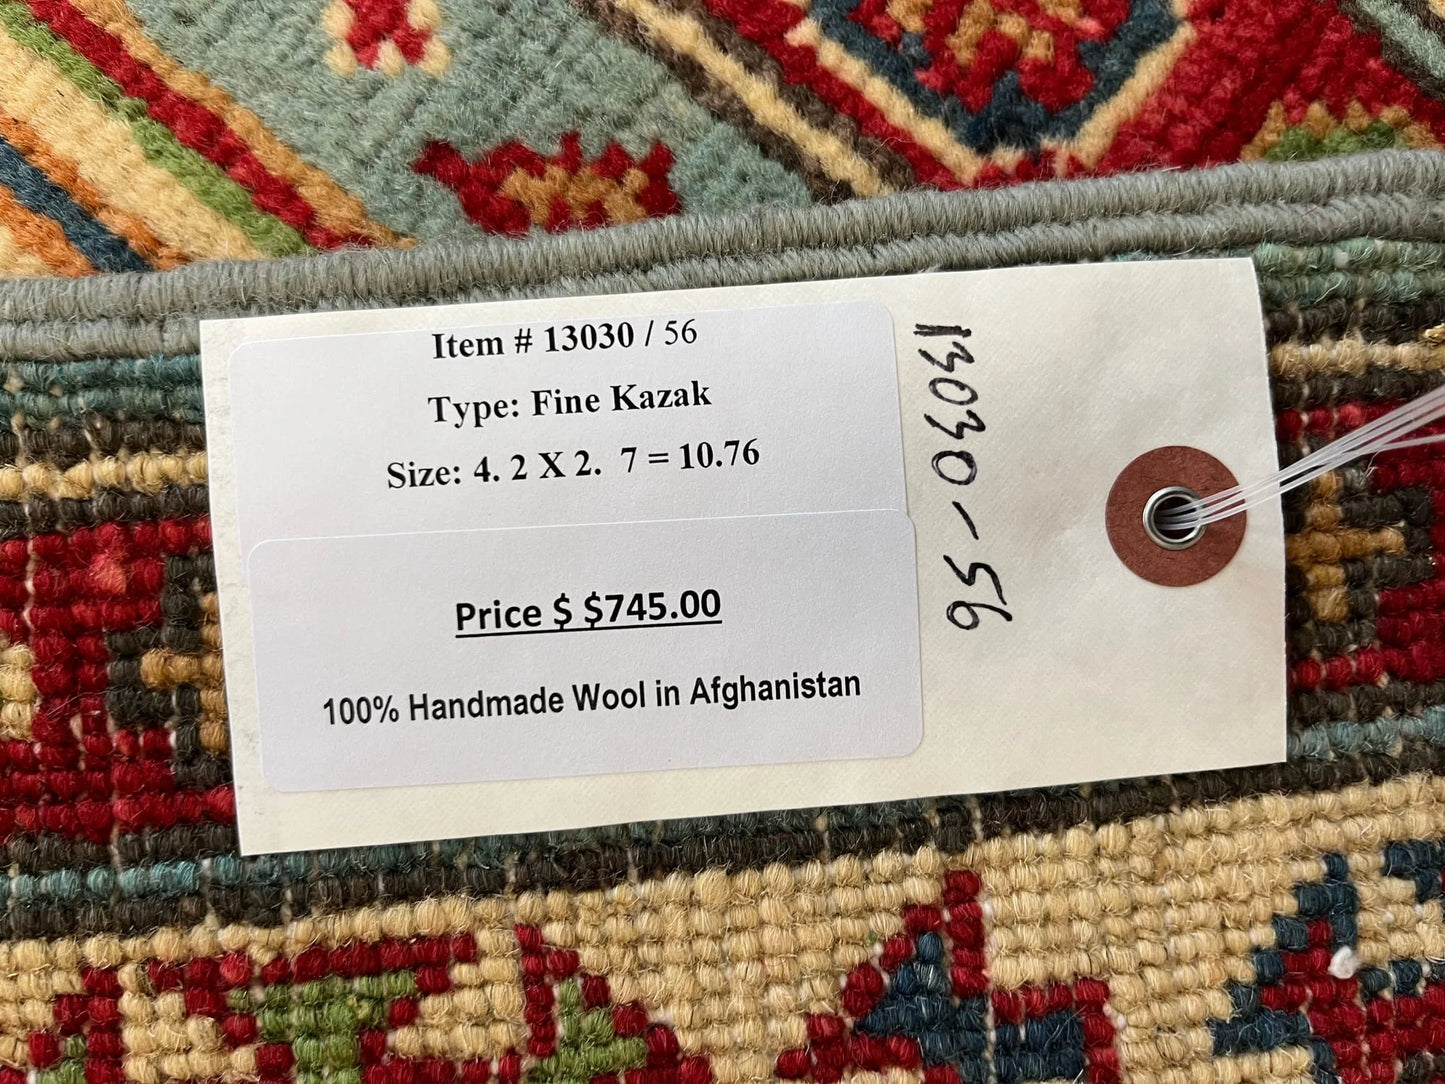 Item # 13030 / 56
Type: Fine Kazak
Size: 4. 2 X 2.  7 = 10.76
Price $ $745.00
100% Handmade Wool in Afghanistan
13030-56